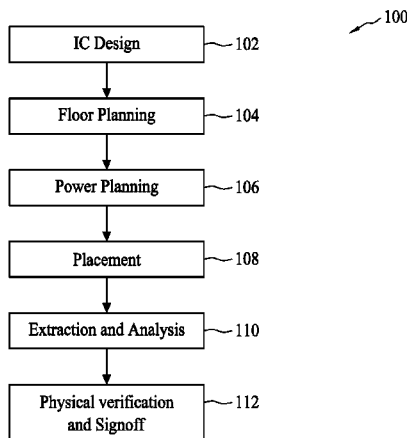 100
IC Design 102
Floor Planning 104
Power Planning 106
Placement 108
Extraction and Analysis 110
Physical verification
and Signoff 112